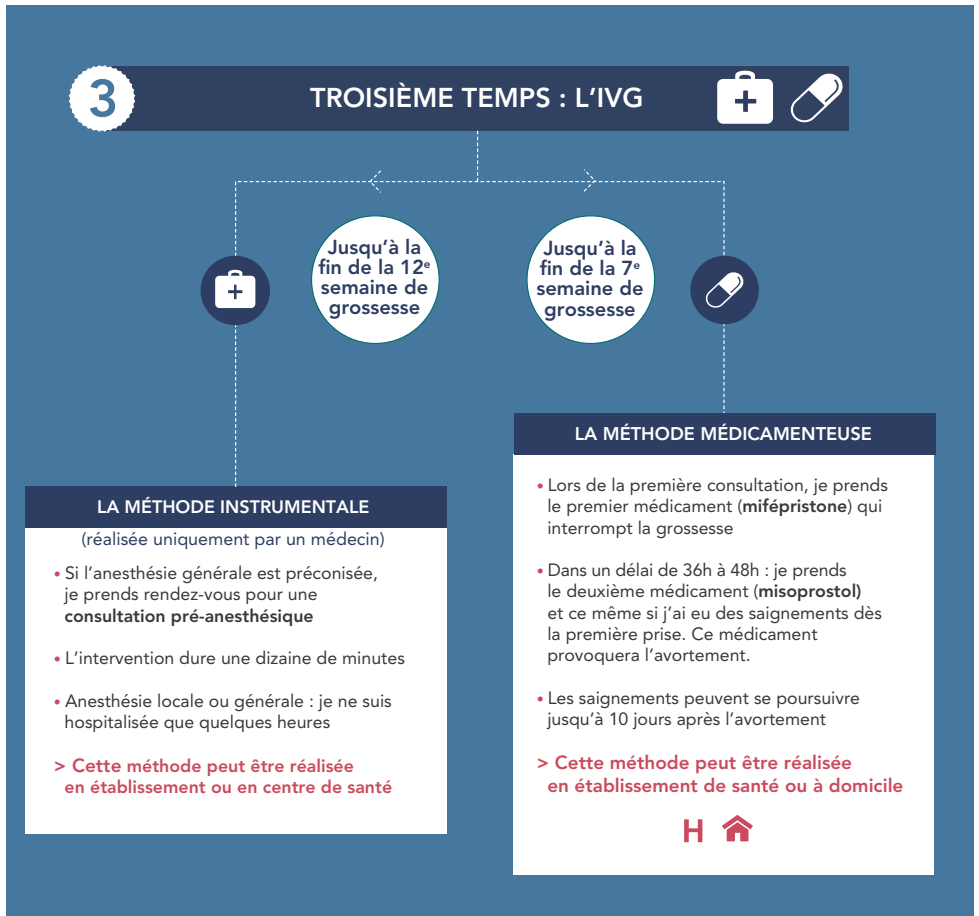 3
TROISIÈME TEMPS : L'IVG
Jusqu'à la
fin de la 12e
semaine de
grossesse
Jusqu'à la
fin de la 7e
semaine de
grossesse
LA MÉTHODE INSTRUMENTALE
(réalisée uniquement par un médecin)
• Si l'anesthésie générale est préconisée,
je prends rendez-vous pour une
consultation pré-anesthésique
• L'intervention dure une dizaine de minutes
• Anesthésie locale ou générale : je ne suis
hospitalisée que quelques heures
> Cette méthode peut être réalisée
en établissement ou en centre de santé
LA MÉTHODE MÉDICAMENTEUSE
• Lors de la première consultation, je prends
le premier médicament (mifépristone) qui
interrompt la grossesse
• Dans un délai de 36h à 48h : je prends
le deuxième médicament (misoprostol)
et ce même si j'ai eu des saignements dès
la première prise. Ce médicament
provoquera l'avortement.
• Les saignements peuvent se poursuivre
jusqu'à 10 jours après l'avortement
> Cette méthode peut être réalisée
en établissement de santé ou à domicile
H